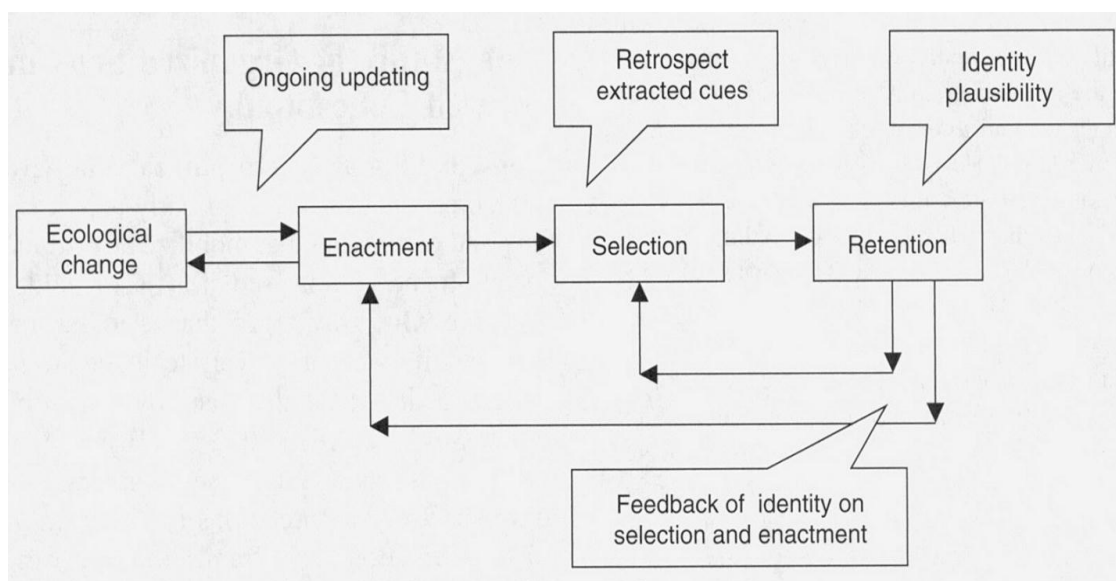 Ongoing updating
Retrospect
extracted cues
Identity
plausibility
Ecological
change
Enactment
Selection
Retention
Feedback of identity on
selection and enactment